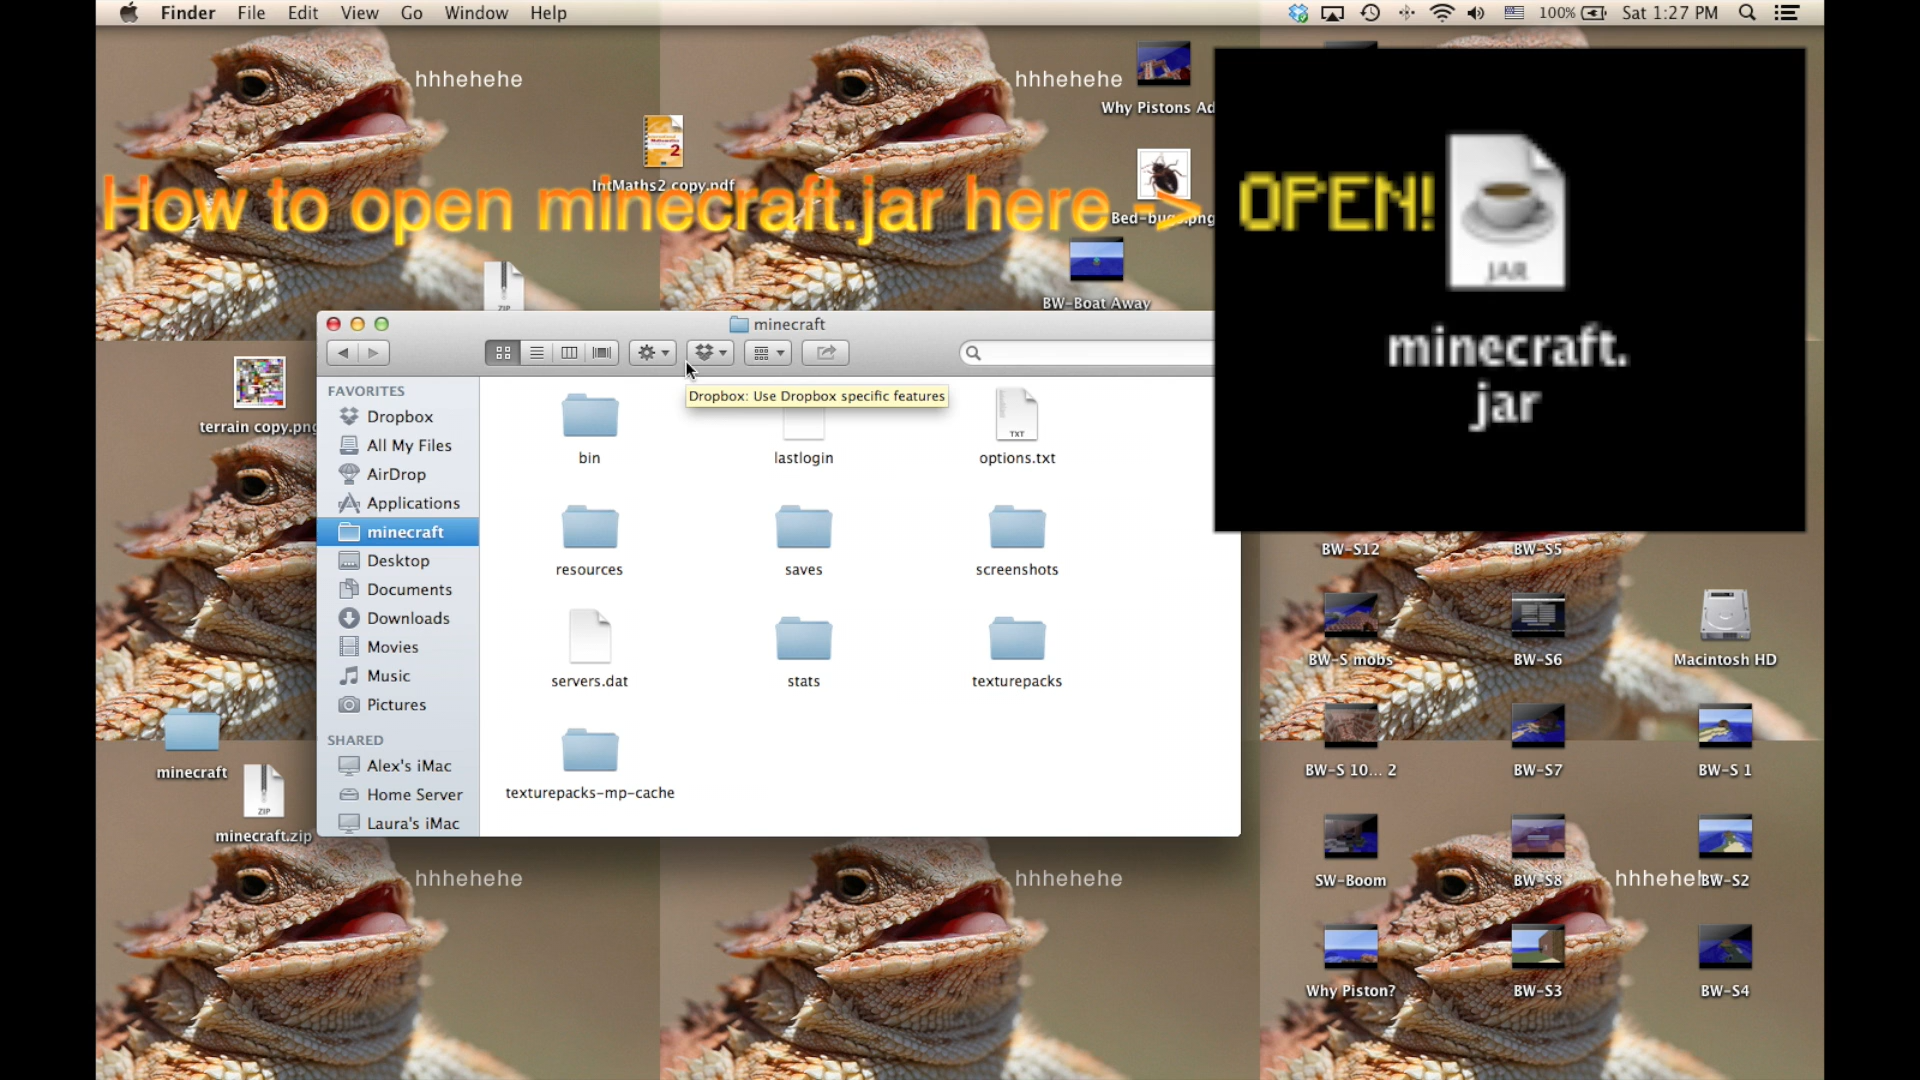 Finder File Edit View Go Window Help
100% Sat 1:27 PM
hhhehehe
hhhehehe
Why Pistons Ad
2
IntMaths2 copy.pdf
How to open minecraft.jar here ->
OPEN!
JAR
minecraft.
jar
Bed-bugs.png
ZIP
BW-Boat Away
minecraft
terrain copy.png
FAVORITES
Dropbox
All My Files
AirDrop
Applications
minecraft
Desktop
Documents
Downloads
Movies
Music
Pictures
SHARED
Alex's iMac
Home Server
Laura's iMac
Dropbox: Use Dropbox specific features
TXT
bin
lastlogin
options.txt
resources
saves
screenshots
servers.dat
stats
texturepacks
texturepacks-mp-cache
BW-S12
BW-S5
BW-S mobs
BW-S6
Macintosh HD
BW-S 10... 2
BW-S7
BW-S 1
minecraft
ZIP
minecraft.zip
SW-Boom
BW-S8
BW-S2
hhhehehe
hhhehehe
hhheheh
Why Piston?
BW-S3
BW-S4